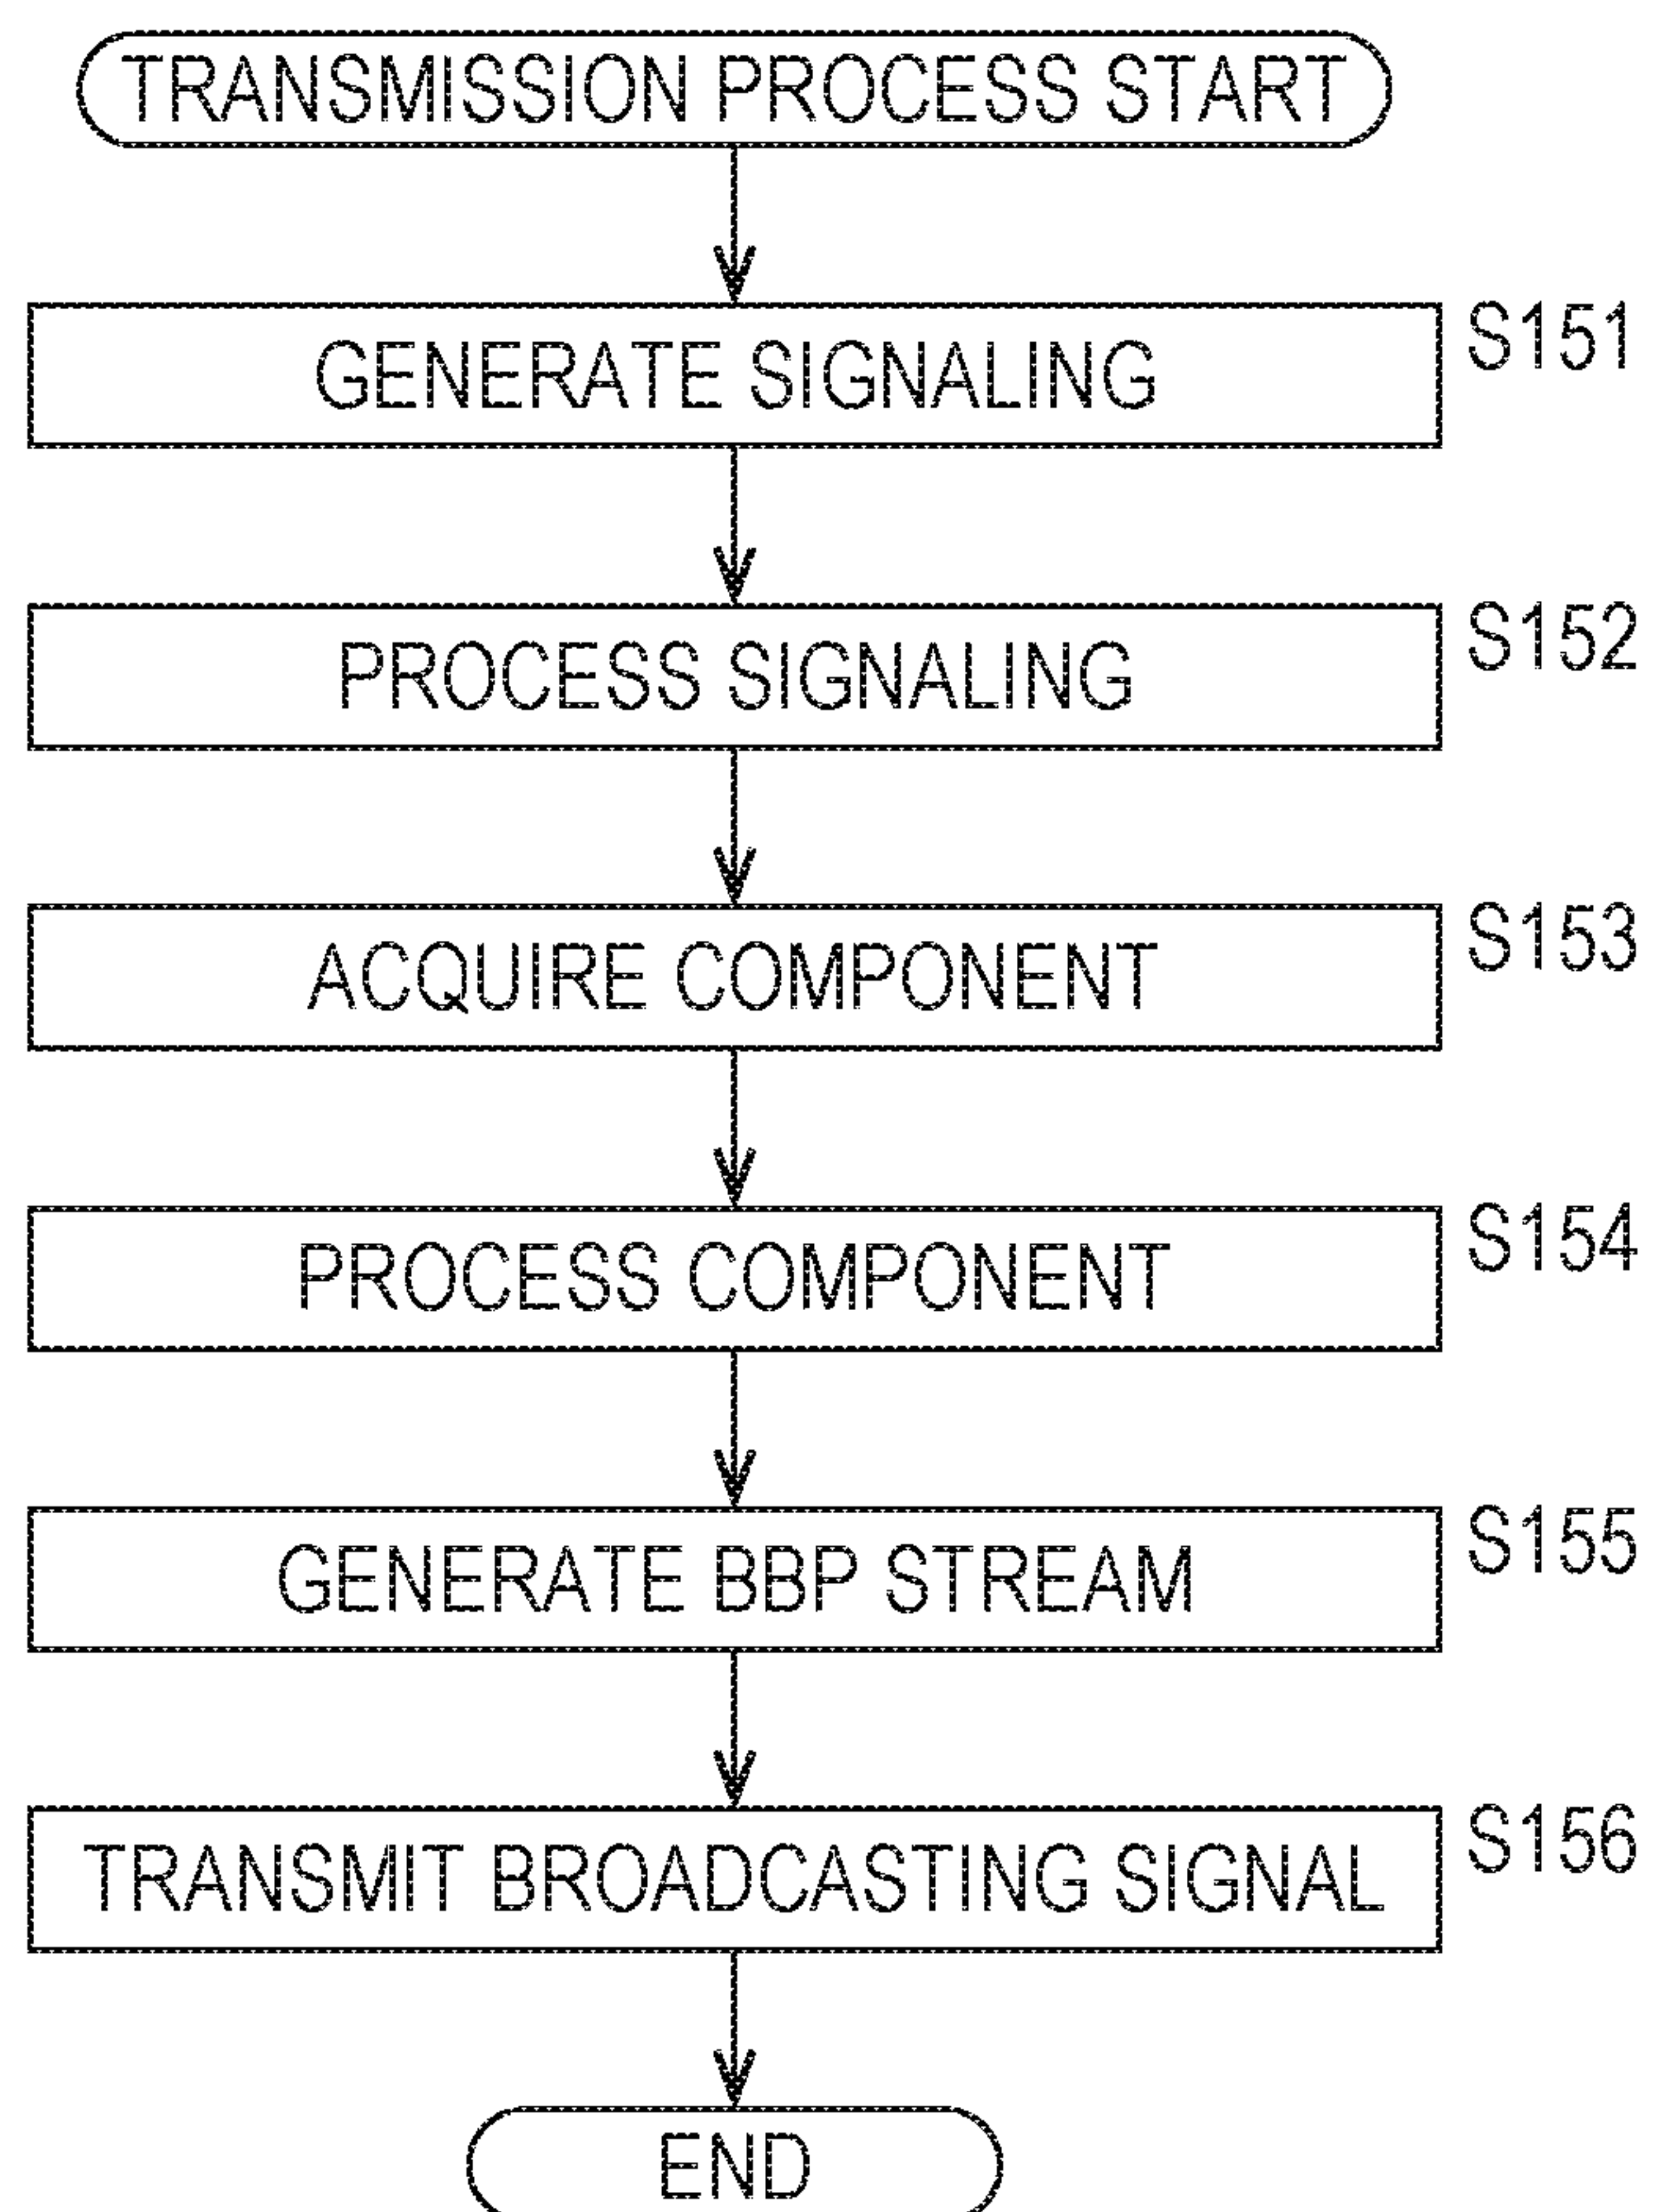 TRANSMISSION PROCESS START
GENERATE SIGNALING S151
PROCESS SIGNALING S152
ACQUIRE COMPONENT S153
PROCESS COMPONENT S154
GENERATE BBP STREAM S155
TRANSMIT BROADCASTING SIGNAL S156
END